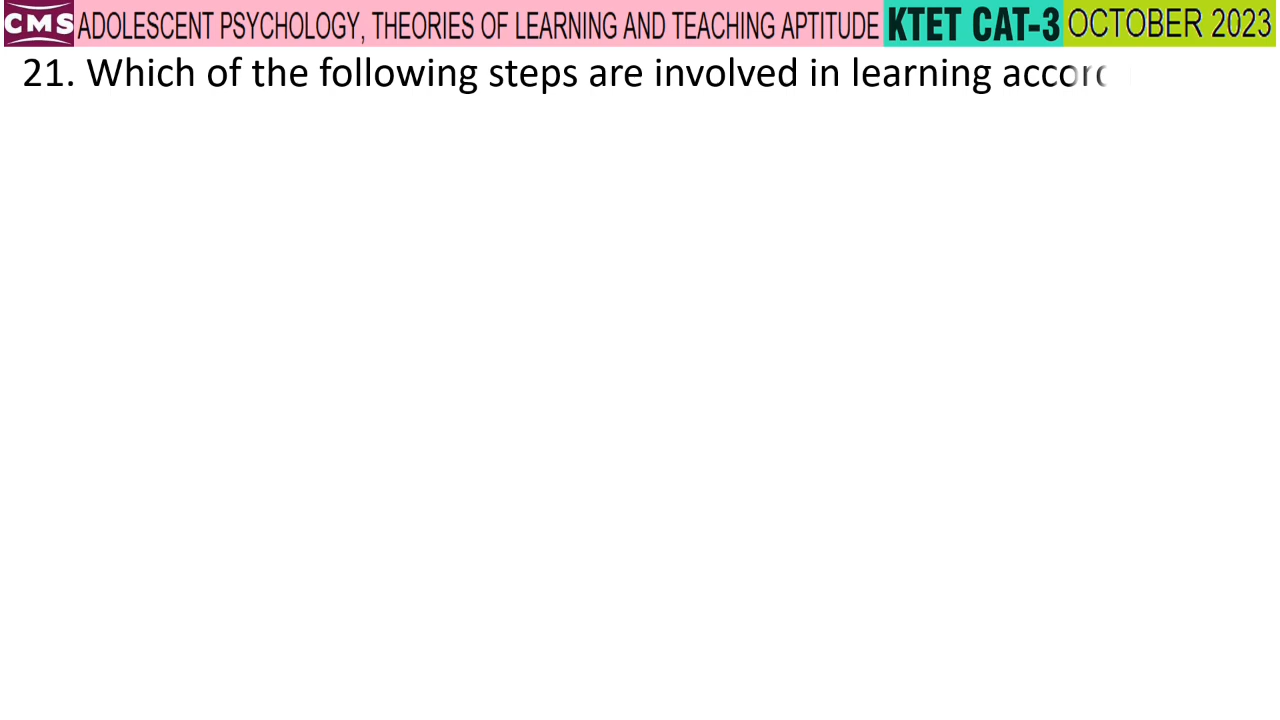 CMS ADOLESCENT PSYCHOLOGY, THEORIES OF LEARNING AND TEACHING APTITUDE KTET CAT-3 OCTOBER 2023
21. Which of the following steps are involved in learning